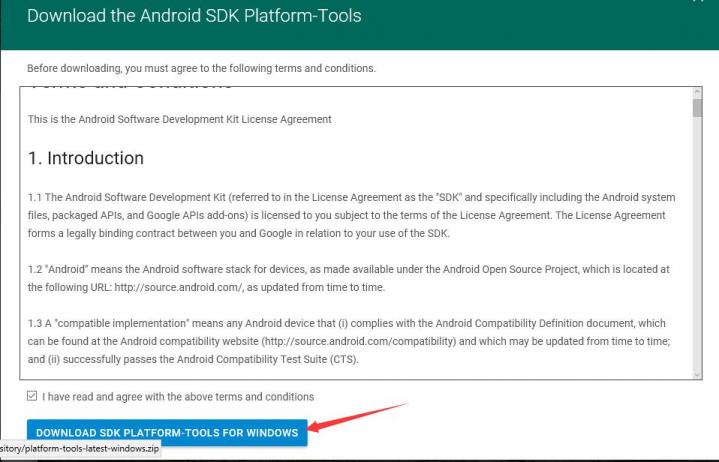 Download the Android SDK Platform-Tools
Before downloading, you must agree to the following terms and conditions.
This is the Android Software Development Kit License Agreement
1. Introduction
1.1 The Android Software Development Kit (referred to in the License Agreement as the "SDK" and specifically including the Android system
files, packaged APIs, and Google APIs add-ons) is licensed to you subject to the terms of the License Agreement. The License Agreement
forms a legally binding contract between you and Google in relation to your use of the SDK.
1.2 "Android" means the Android software stack for devices, as made available under the Android Open Source Project, which is located at
the following URL: http://source.android.com/, as updated from time to time.
1.3 A "compatible implementation" means any Android device that (i) complies with the Android Compatibility Definition document, which
can be found at the Android compatibility website (http://source.android.com/compatibility) and which may be updated from time to time;
and (ii) successfully passes the Android Compatibility Test Suite (CTS).
I have read and agree with the above terms and conditions
DOWNLOAD SDK PLATFORM-TOOLS FOR WINDOWS
sitory/platform-tools-latest-windows.zip